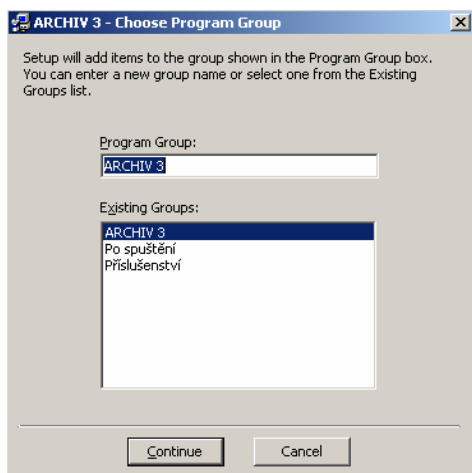 ARCHIV 3 - Choose Program Group
Setup will add items to the group shown in the Program Group box.
You can enter a new group name or select one from the Existing
Groups list.
Program Group:
ARCHIV 3
Existing Groups:
ARCHIV 3
Po spuštění
Příslušenství
Continue
Cancel